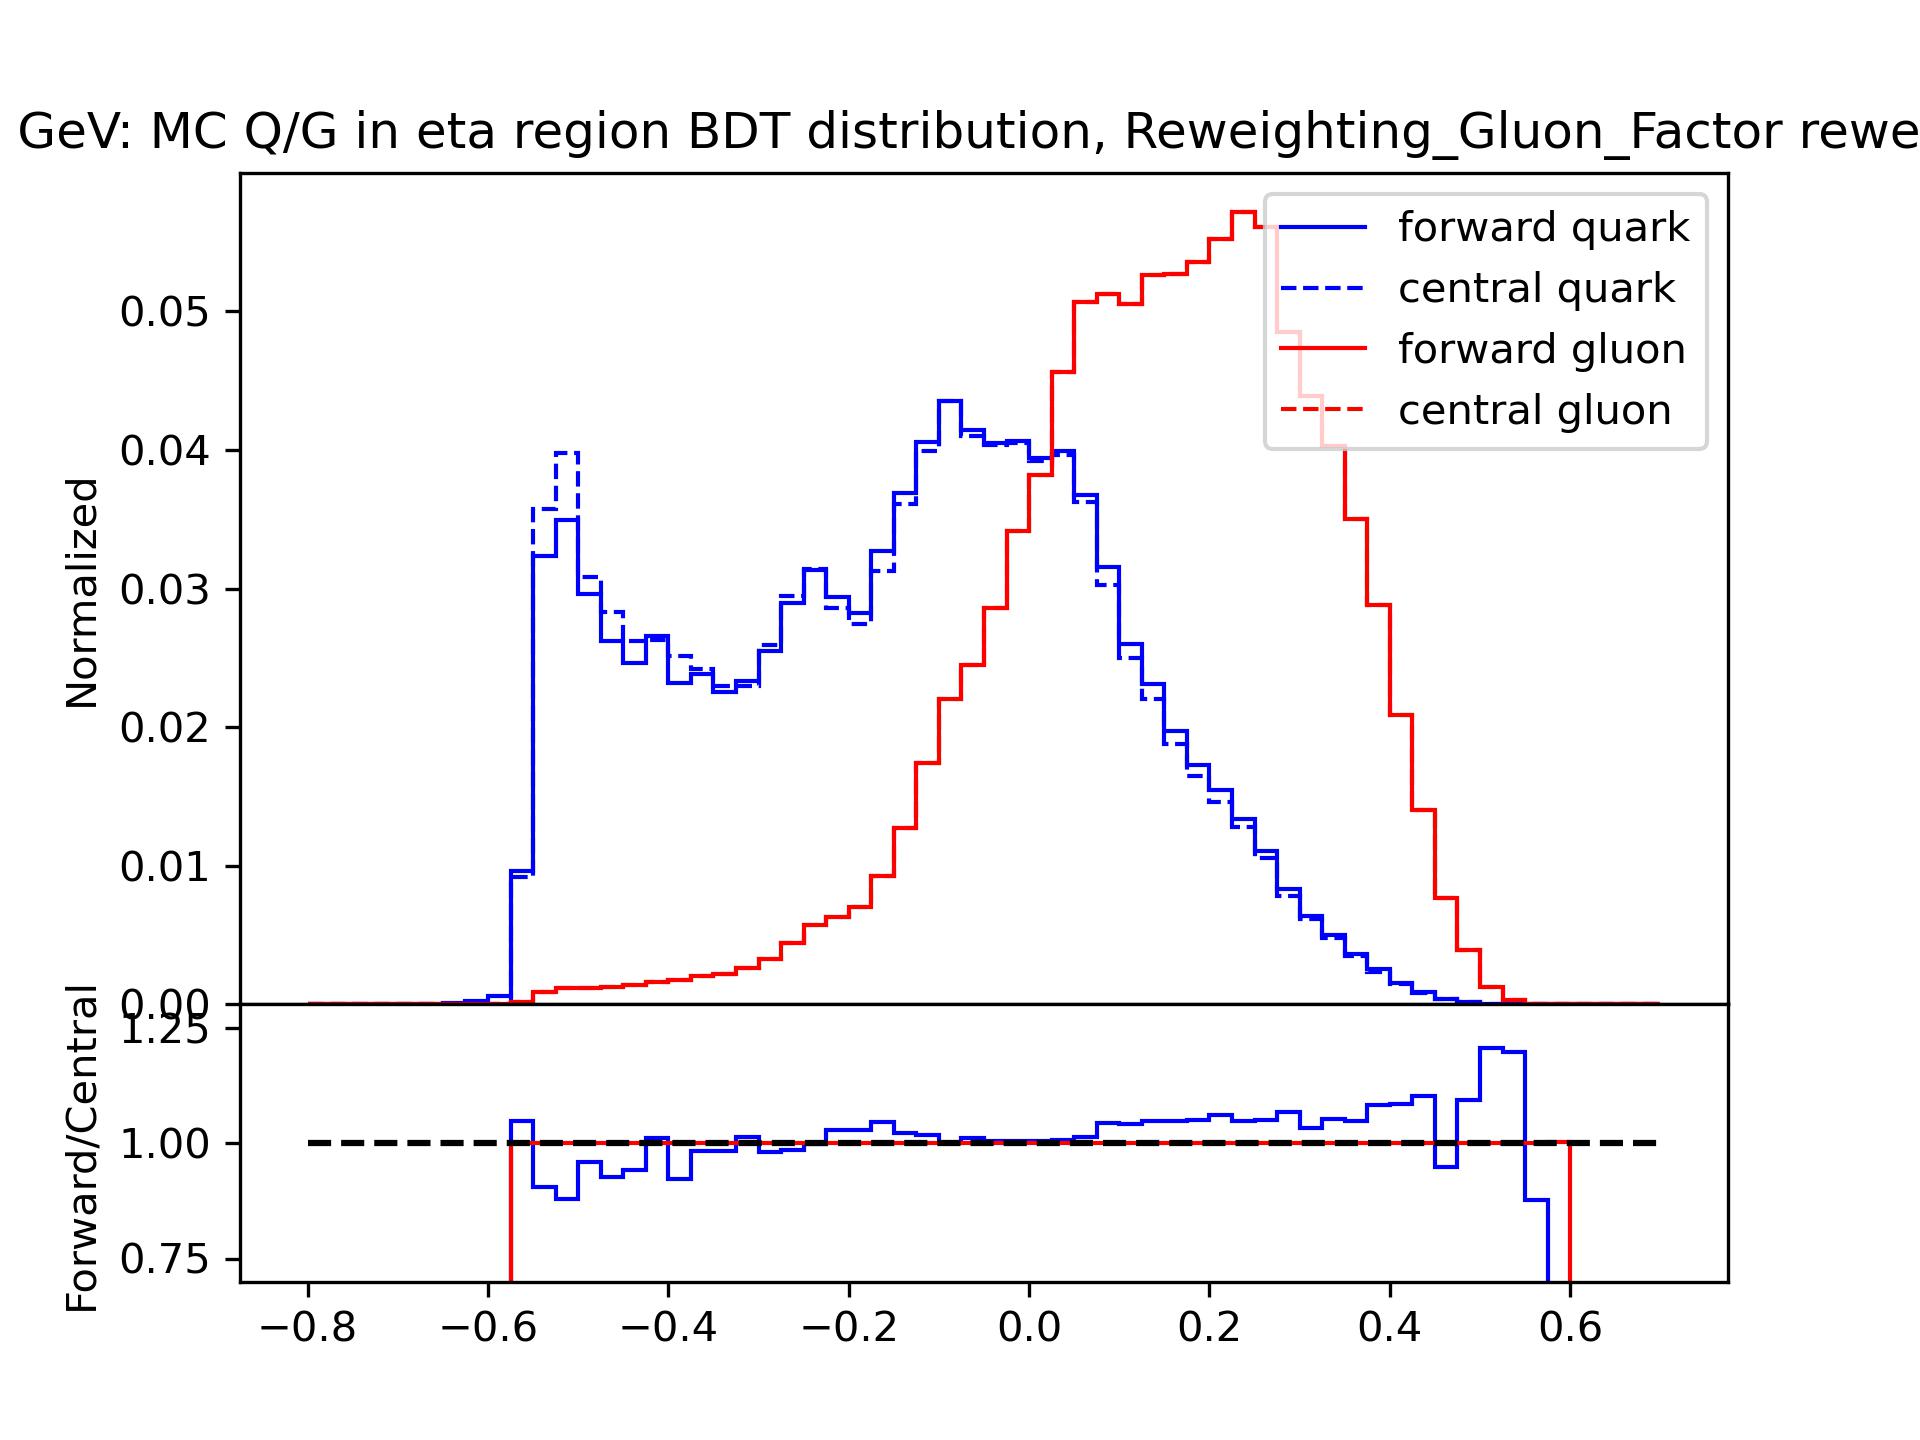 GeV: MC Q/G in eta region BDT distribution, Reweighting_Gluon_Factor rewe
forward quark
central quark
forward gluon
central gluon
Normalized
0.05
0.04
0.03
0.02
0.01
0.00
Forward/Central
1.25
1.00
0.75
−0.8 −0.6 −0.4 −0.2 0.0 0.2 0.4 0.6